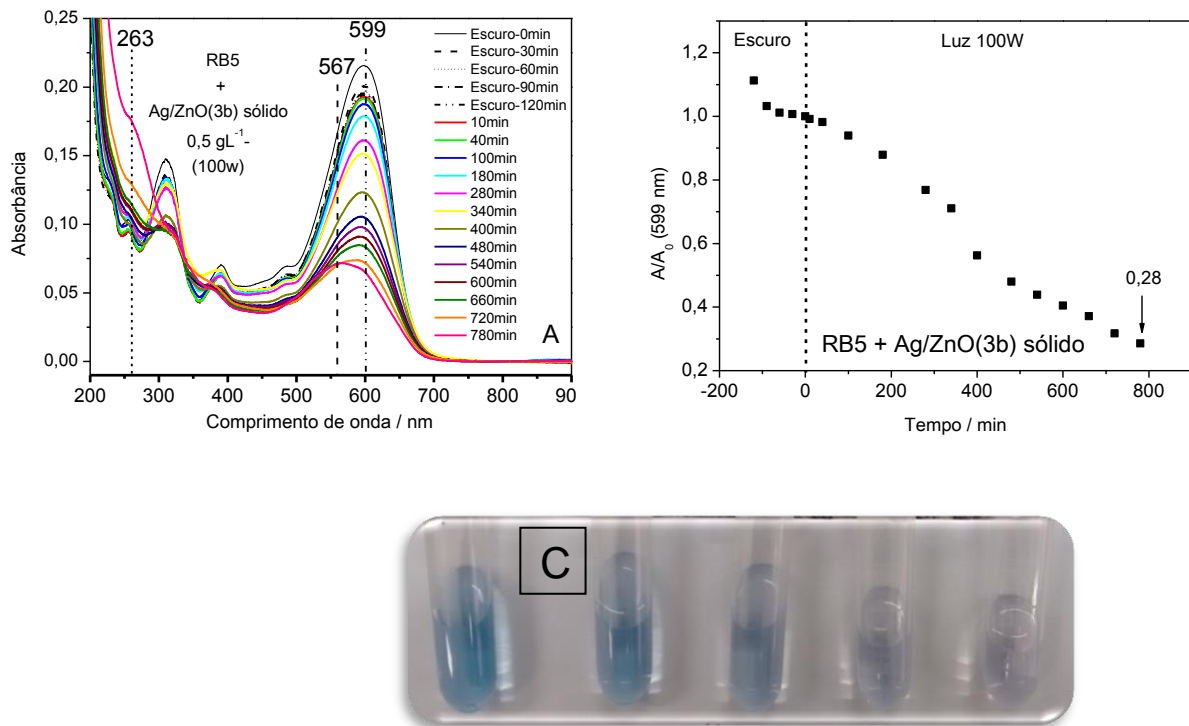 0,25
0,20
0,15
0,10
0,05
0,00
Absorbância
200 300 400 500 600 700 800 90
Comprimento de onda / nm
263
567
599
RB5
+
Ag/ZnO(3b) sólido
0,5 gL⁻¹-
(100w)
Escuro-0min
Escuro-30min
Escuro-60min
Escuro-90min
Escuro-120min
10min
40min
100min
180min
280min
340min
400min
480min
540min
600min
660min
720min
780min
A
1,4
1,2
1,0
0,8
0,6
0,4
0,2
A/A₀ (599 nm)
Escuro
Luz 100W
0,28
RB5 + Ag/ZnO(3b) sólido
-200 0 200 400 600 800
Tempo / min
C